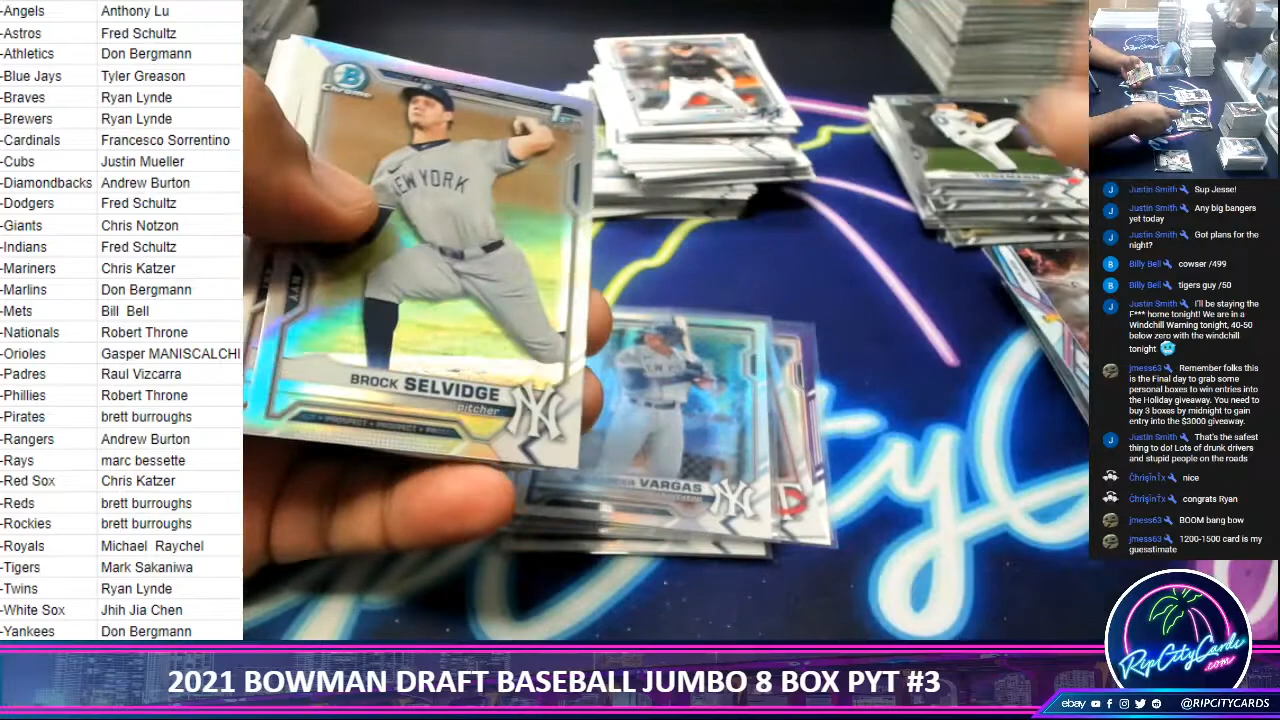 -Angels Anthony Lu
-Astros Fred Schultz
-Athletics Don Bergmann
-Blue Jays Tyler Greason
-Braves Ryan Lynde
-Brewers Ryan Lynde
-Cardinals Francesco Sorrentino
-Cubs Justin Mueller
-Diamondbacks Andrew Burton
-Dodgers Fred Schultz
-Giants Chris Notzon
-Indians Fred Schultz
-Mariners Chris Katzer
-Marlins Don Bergmann
-Mets Bill Bell
-Nationals Robert Throne
-Orioles Gasper MANISCALCHI
-Padres Raul Vizcarra
-Phillies Robert Throne
-Pirates brett burroughs
-Rangers Andrew Burton
-Rays marc bessette
-Red Sox Chris Katzer
-Reds brett burroughs
-Rockies brett burroughs
-Royals Michael Raychel
-Tigers Mark Sakaniwa
-Twins Ryan Lynde
-White Sox Jhih Jia Chen
-Yankees Don Bergmann
B
Chrome
1st
NEW YORK
NYY
BROCK SELVIDGE
pitcher
PROSPECT • PROSPECT
NY
VARGAS
NY
J Justin Smith Sup Jesse!
J Justin Smith Any big bangers
yet today
J Justin Smith Got plans for the
night?
B Billy Bell cowser /499
B Billy Bell tigers guy /50
J Justin Smith I'll be staying the
F*** home tonight! We are in a
Windchill Warning tonight, 40-50
below zero with the windchill
tonight
jmess63 Remember folks this
is the Final day to grab some
personal boxes to win entries into
the Holiday giveaway. You need to
buy 3 boxes by midnight to gain
entry into the $3000 giveaway.
J Justin Smith That's the safest
thing to do! Lots of drunk drivers
and stupid people on the roads
nice
congrats Ryan
jmess63 BOOM bang bow
jmess63 1200-1500 card is my
guesstimate
RipCityCards
.com
2021 BOWMAN DRAFT BASEBALL JUMBO 8 BOX PYT #3
ebay @RIPCITYCARDS